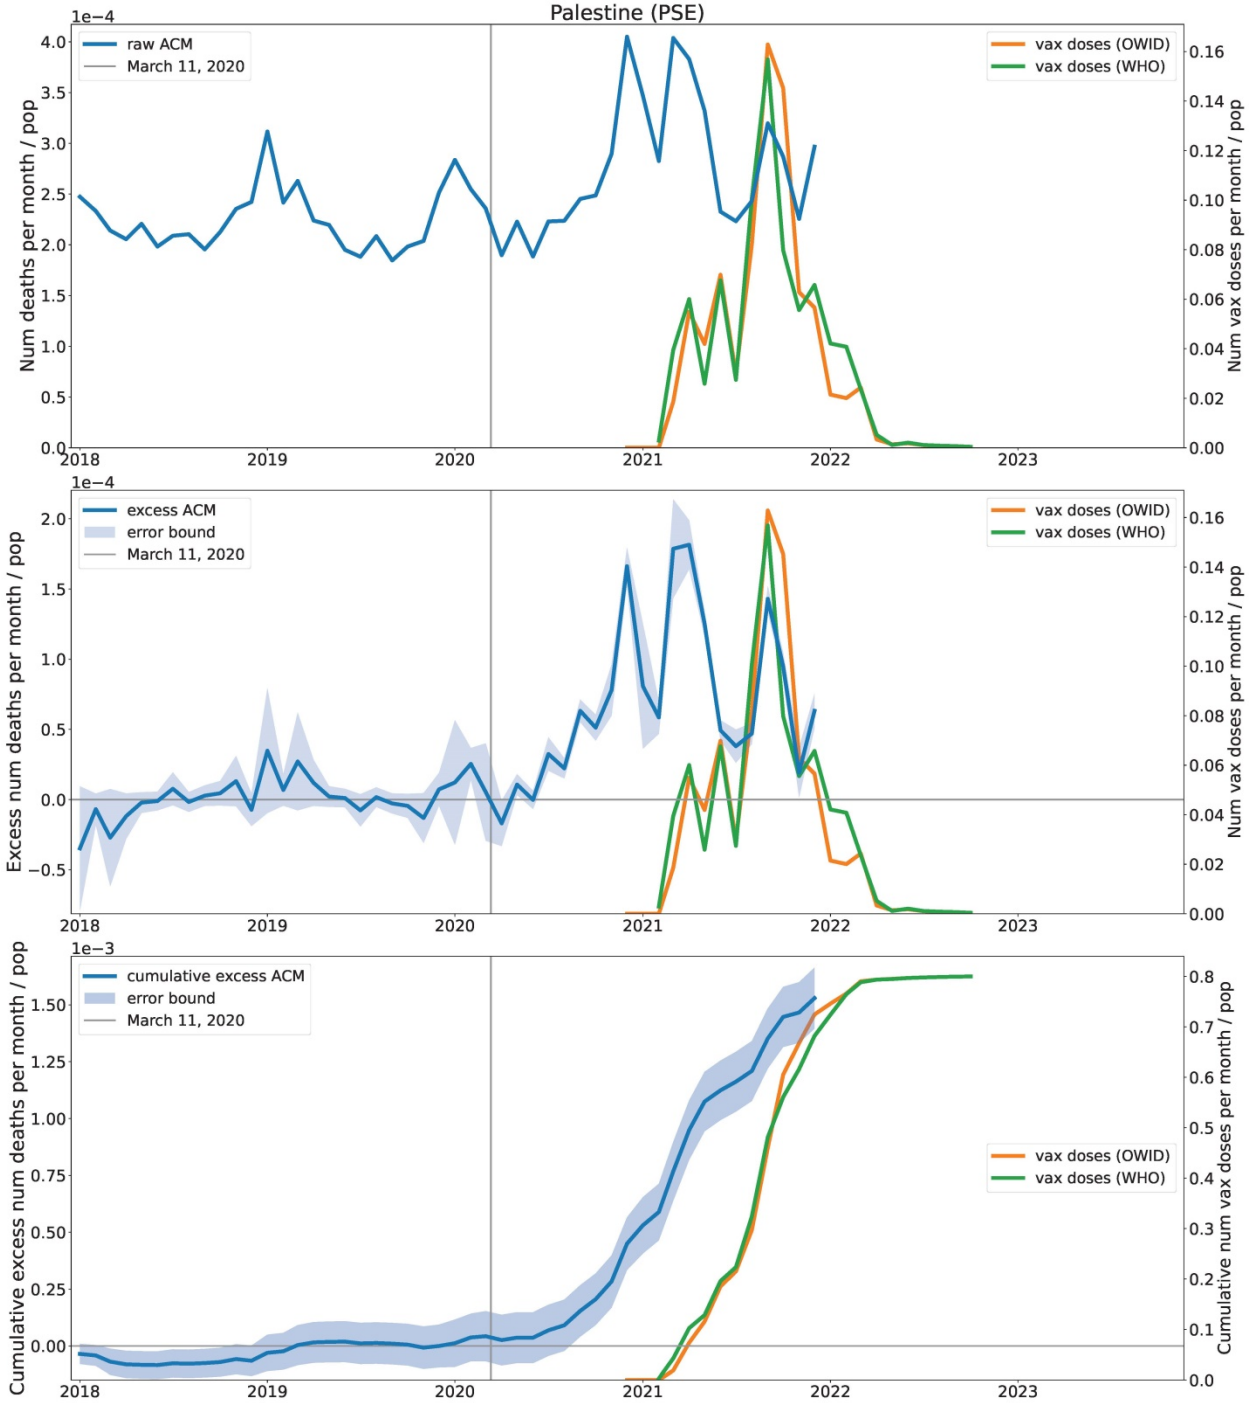 Palestine (PSE)
1e−4
raw ACM
March 11, 2020
vax doses (OWID)
vax doses (WHO)
Num deaths per month / pop
4.0
3.5
3.0
2.5
2.0
1.5
1.0
0.5
0.0
Num vax doses per month / pop
0.16
0.14
0.12
0.10
0.08
0.06
0.04
0.02
0.00
2018 2019 2020 2021 2022 2023
1e−4
excess ACM
error bound
March 11, 2020
vax doses (OWID)
vax doses (WHO)
Excess num deaths per month / pop
2.0
1.5
1.0
0.5
0.0
−0.5
Num vax doses per month / pop
0.16
0.14
0.12
0.10
0.08
0.06
0.04
0.02
0.00
2018 2019 2020 2021 2022 2023
1e−3
cumulative excess ACM
error bound
March 11, 2020
vax doses (OWID)
vax doses (WHO)
Cumulative excess num deaths per month / pop
1.50
1.25
1.00
0.75
0.50
0.25
0.00
Cumulative num vax doses per month / pop
0.8
0.7
0.6
0.5
0.4
0.3
0.2
0.1
0.0
2018 2019 2020 2021 2022 2023